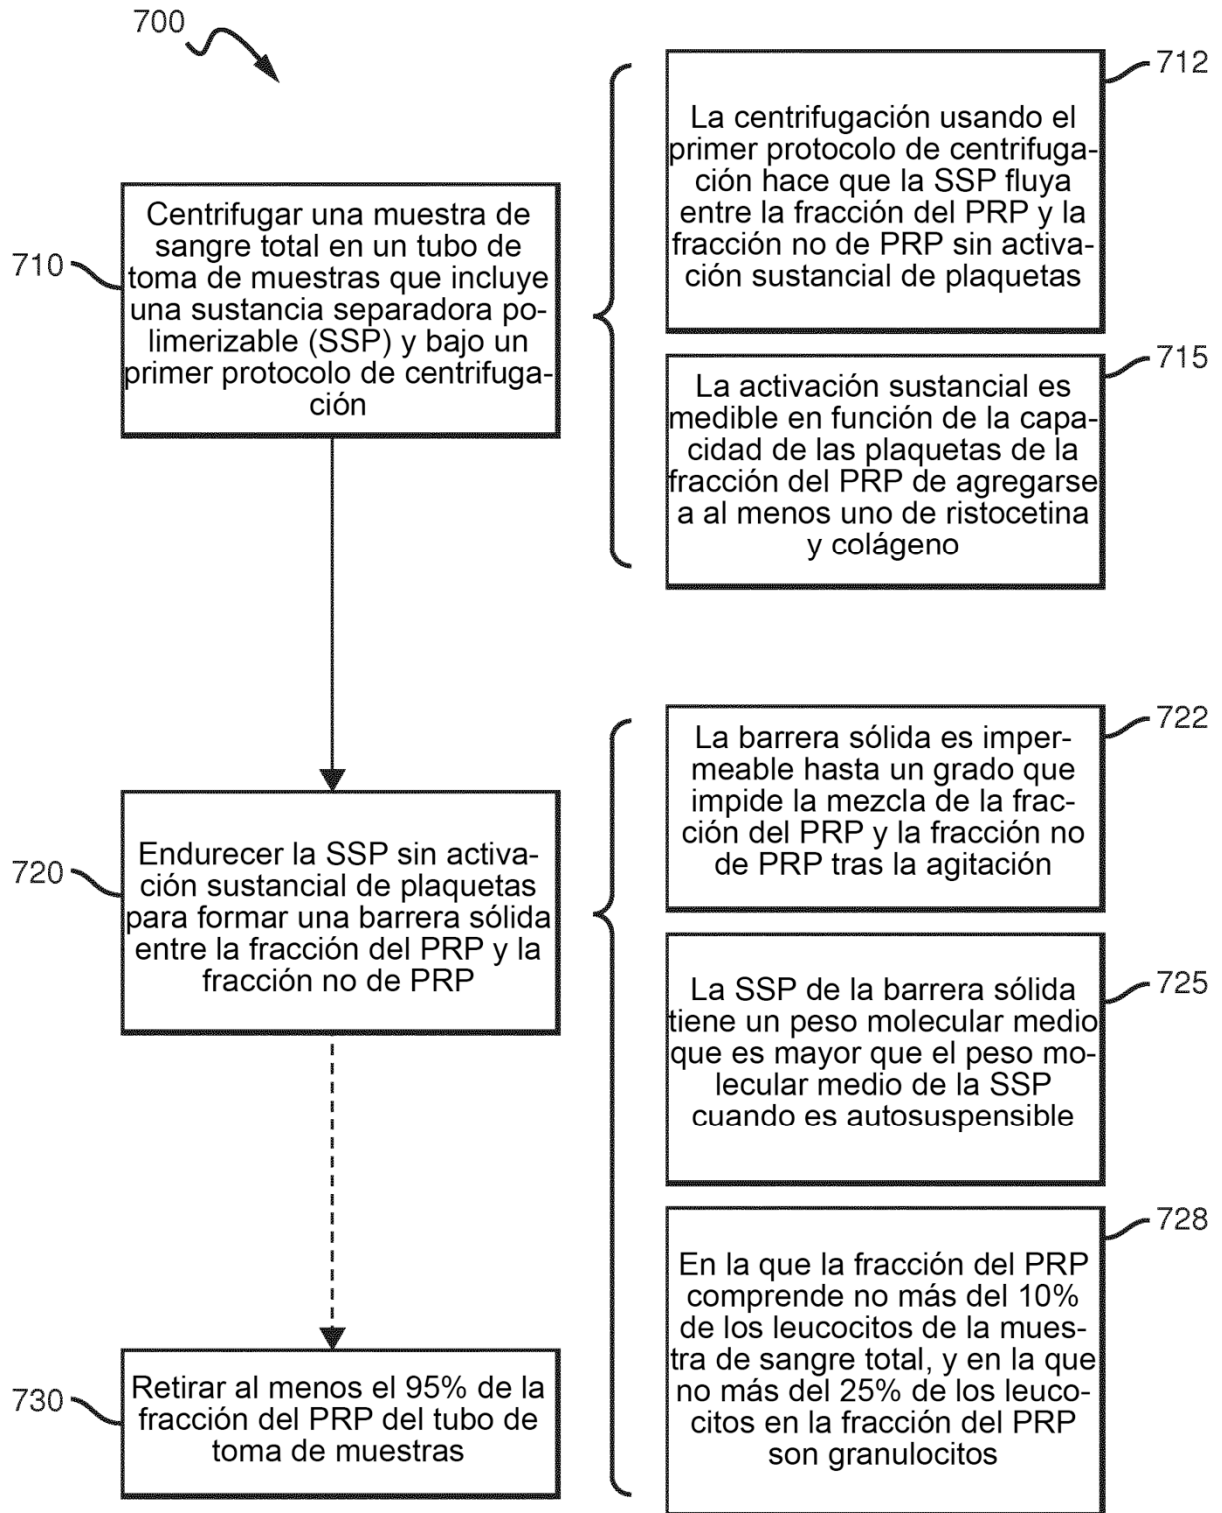 700
712
La centrifugación usando el
primer protocolo de centrifuga-
ción hace que la SSP fluya
entre la fracción del PRP y la
fracción no de PRP sin activa-
ción sustancial de plaquetas
710
Centrifugar una muestra de
sangre total en un tubo de
toma de muestras que incluye
una sustancia separadora po-
limerizable (SSP) y bajo un
primer protocolo de centrifuga-
ción
715
La activación sustancial es
medible en función de la capa-
cidad de las plaquetas de la
fracción del PRP de agregarse
a al menos uno de ristocetina
y colágeno
720
Endurecer la SSP sin activa-
ción sustancial de plaquetas
para formar una barrera sólida
entre la fracción del PRP y la
fracción no de PRP
722
La barrera sólida es imper-
meable hasta un grado que
impide la mezcla de la frac-
ción del PRP y la fracción no
de PRP tras la agitación
725
La SSP de la barrera sólida
tiene un peso molecular medio
que es mayor que el peso mo-
lecular medio de la SSP
cuando es autosuspensible
728
En la que la fracción del PRP
comprende no más del 10%
de los leucocitos de la mues-
tra de sangre total, y en la que
no más del 25% de los leuco-
citos en la fracción del PRP
son granulocitos
730
Retirar al menos el 95% de la
fracción del PRP del tubo de
toma de muestras